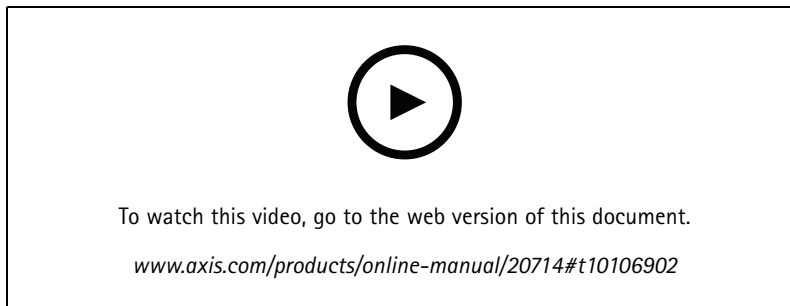 To watch this video, go to the web version of this document.
www.axis.com/products/online-manual/20714#t10106902